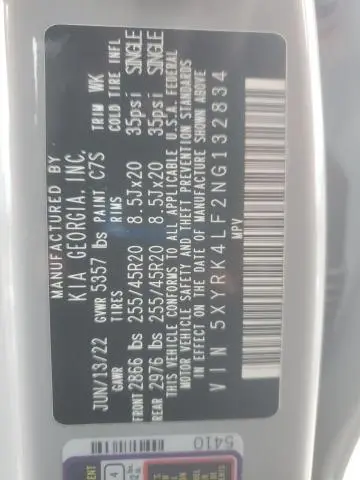 MANUFACTURED BY
KIA GEORGIA, INC.
JUN/13/22 GVWR 5357 lbs PAINT C7S TRIM WK
GAWR TIRES RIMS COLD TIRE INFL
FRONT 2866 lbs 255/45R20 8.5Jx20 35psi SINGLE
REAR 2976 lbs 255/45R20 8.5Jx20 35psi SINGLE
THIS VEHICLE CONFORMS TO ALL APPLICABLE U.S.A. FEDERAL
MOTOR VEHICLE SAFETY AND THEFT PREVENTION STANDARDS
IN EFFECT ON THE DATE OF MANUFACTURE SHOWN ABOVE
VIN 5XYRK4LF2NG132834
MPV
5410
4